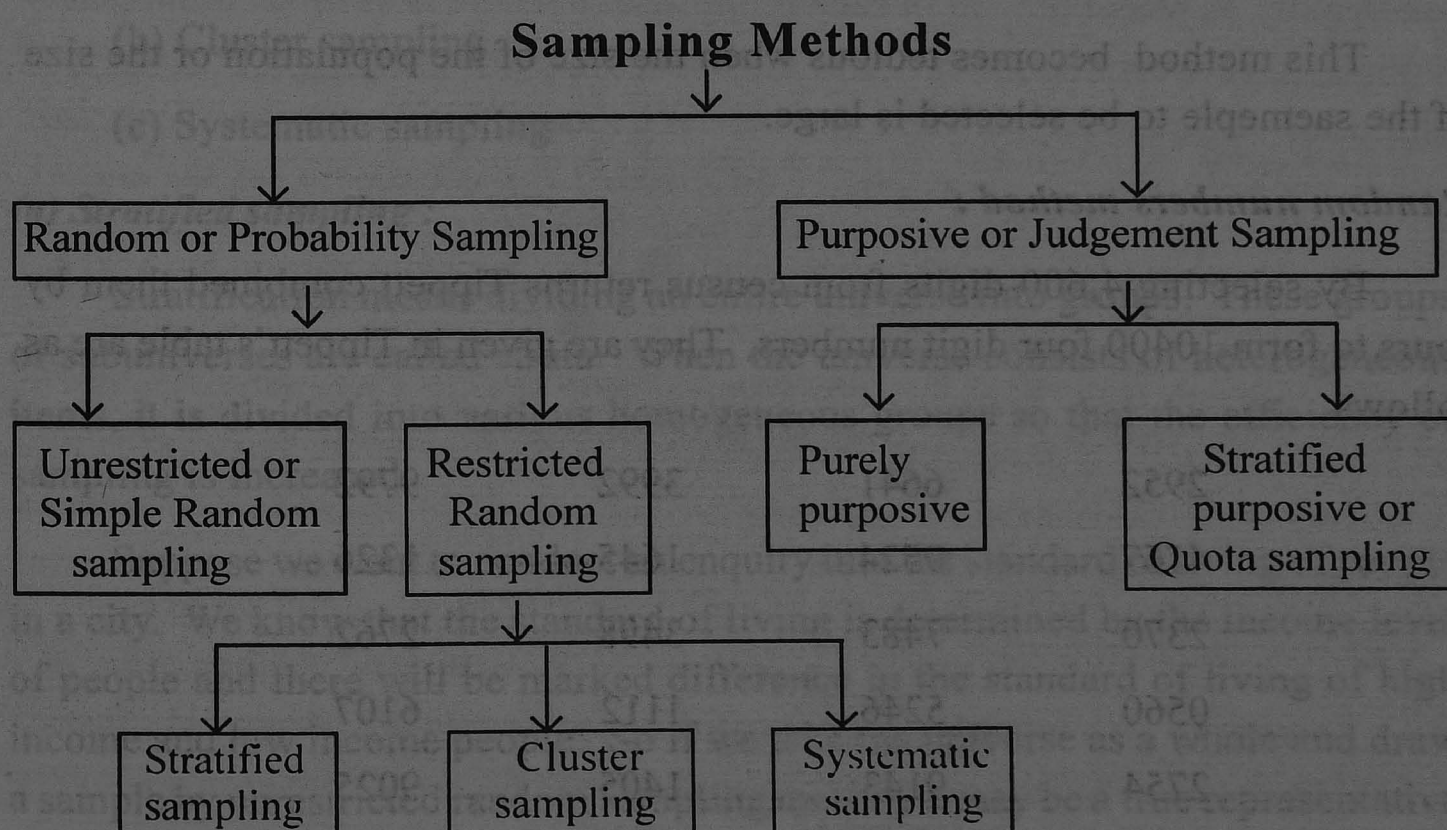 Sampling Methods
Random or Probability Sampling
Purposive or Judgement Sampling
Unrestricted or
Simple Random
sampling
Restricted
Random
sampling
Purely
purposive
Stratified
purposive or
Quota sampling
Stratified
sampling
Cluster
sampling
Systematic
sampling